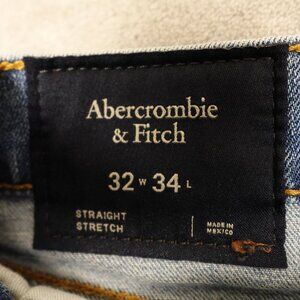 Abercrombie
& Fitch
32 W 34 L
STRAIGHT
STRETCH
MADE IN
MEXICO